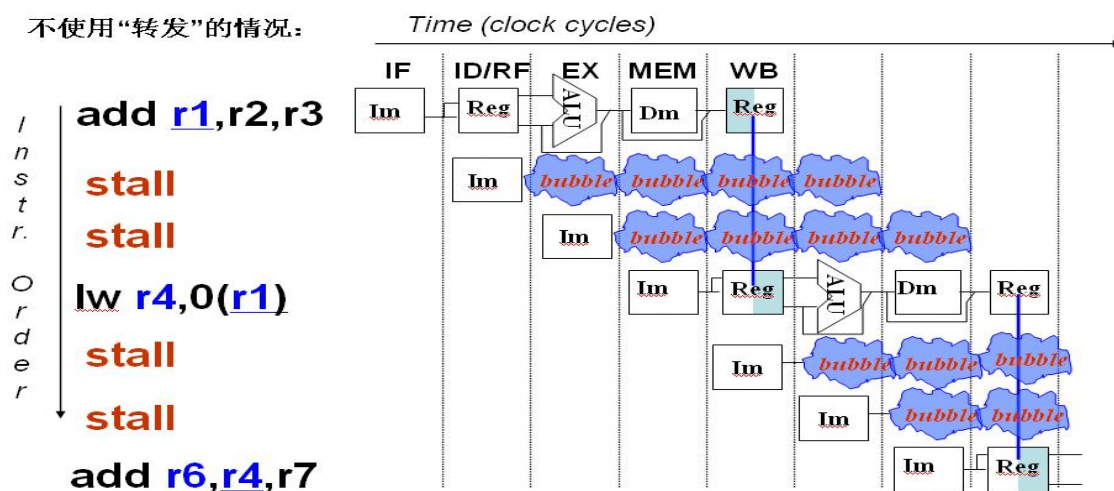 不使用“转发”的情况：
Time (clock cycles)
IF ID/RF EX MEM WB
Instr. Order
add r1,r2,r3
Im Reg ALU Dm Reg
stall
Im bubble bubble bubble bubble
stall
Im bubble bubble bubble bubble
lw r4,0(r1)
Im Reg ALU Dm Reg
stall
Im bubble bubble bubble
stall
Im bubble bubble
add r6,r4,r7
Im Reg